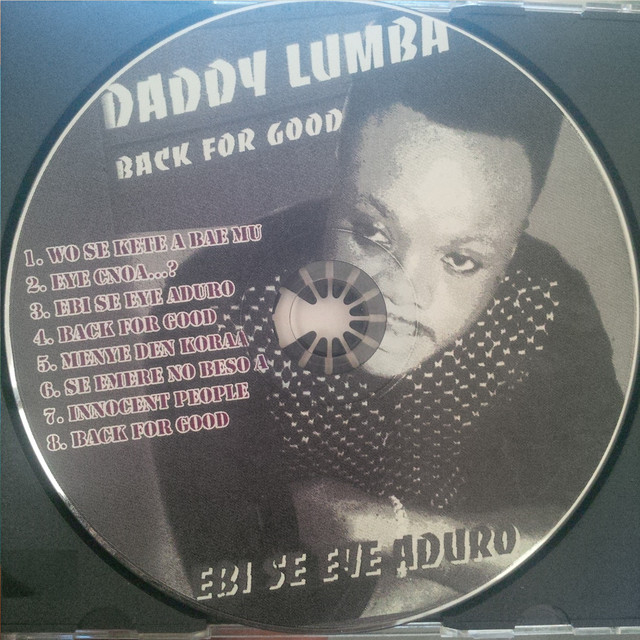 DADDY LUMBA
BACK FOR GOOD
1. WO SE KETE A BAE MU
2. EYE GNOA...?
3. EBI SE EYE ADURO
4. BACK FOR GOOD
5. MENYE DEN KORAA
6. SE EMERE NO BESO A
7. INNOCENT PEOPLE
8. BACK FOR GOOD
EBI SE EYE ADURO